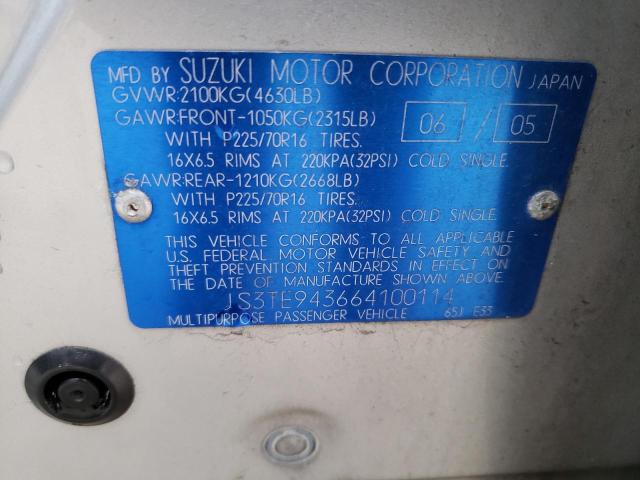 MFD BY SUZUKI MOTOR CORPORATION JAPAN
GVWR:2100KG(4630LB)
GAWR:FRONT-1050KG(2315LB) 06 / 05
WITH P225/70R16 TIRES.
16X6.5 RIMS AT 220KPA(32PSI) COLD SINGLE.
GAWR:REAR-1210KG(2668LB)
WITH P225/70R16 TIRES.
16X6.5 RIMS AT 220KPA(32PSI) COLD SINGLE.
THIS VEHICLE CONFORMS TO ALL APPLICABLE
U.S. FEDERAL MOTOR VEHICLE SAFETY AND
THEFT PREVENTION STANDARDS IN EFFECT ON
THE DATE OF MANUFACTURE SHOWN ABOVE.
JS3TE943664100114
MULTIPURPOSE PASSENGER VEHICLE 65J E33